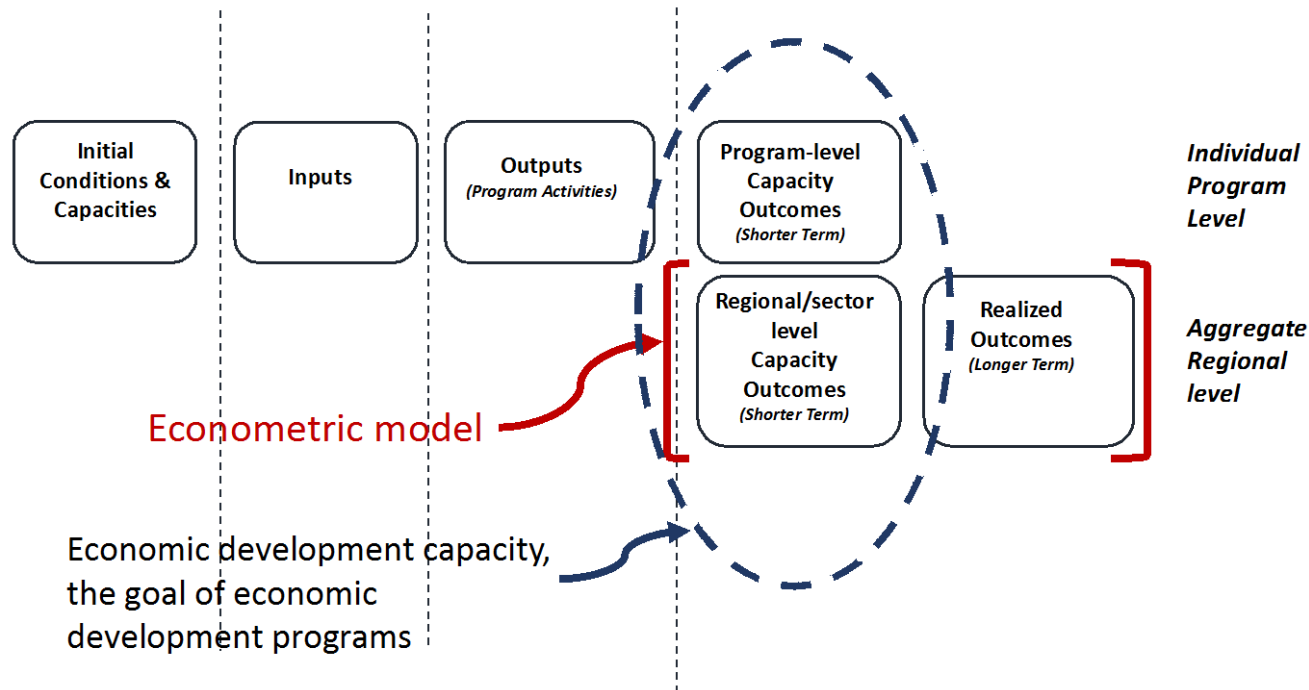 Initial
Conditions &
Capacities
Inputs
Outputs
(Program Activities)
Program-level
Capacity
Outcomes
(Shorter Term)
Individual
Program
Level
Regional/sector
level
Capacity
Outcomes
(Shorter Term)
Realized
Outcomes
(Longer Term)
Aggregate
Regional
level
Econometric model
Economic development capacity,
the goal of economic
development programs